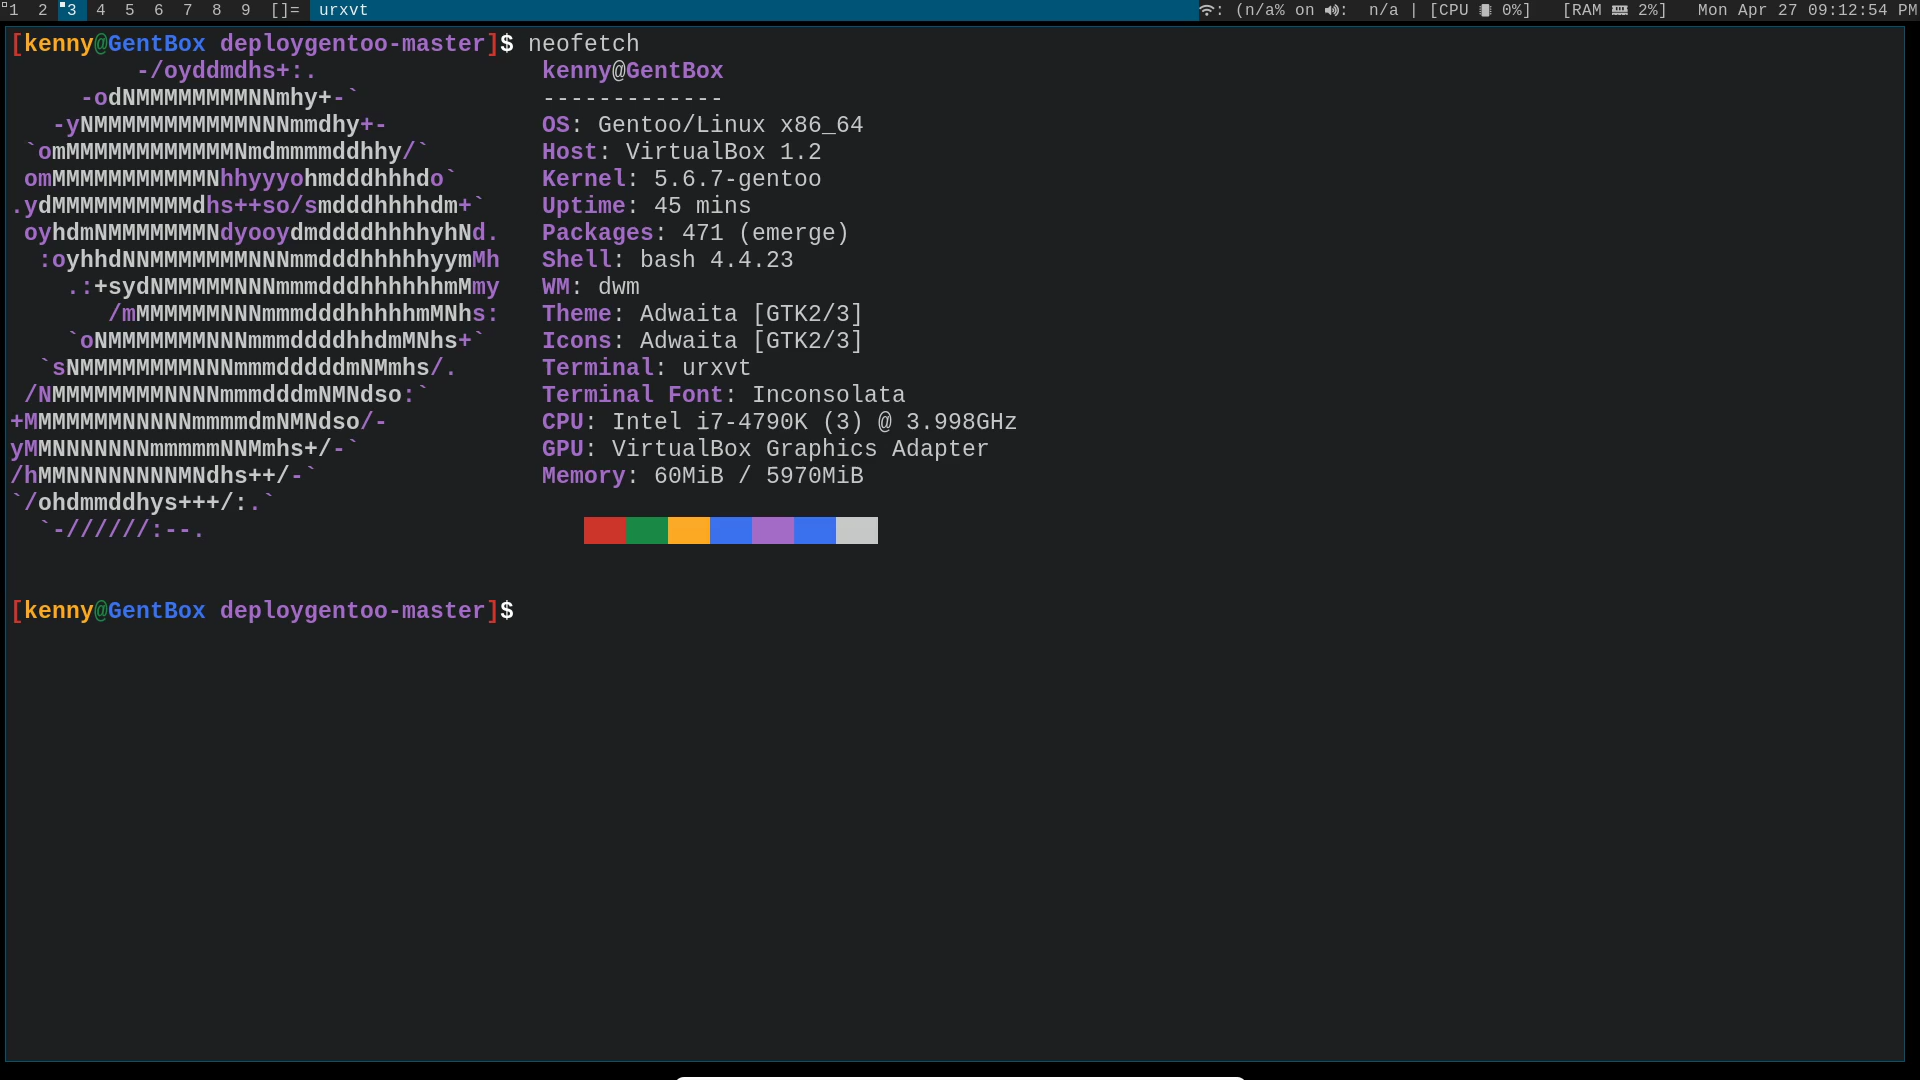 1 2 3 4 5 6 7 8 9 []= urxvt : (n/a% on : n/a | [CPU 0%] [RAM 2%] Mon Apr 27 09:12:54 PM
[kenny@GentBox deploygentoo-master]$ neofetch
-/oyddmdhs+:. kenny@GentBox
-odNMMMMMMMMNNmhy+-` -------------
-yNMMMMMMMMMMMNNNmmdhy+- OS: Gentoo/Linux x86_64
`omMMMMMMMMMMMMNmdmmmmddhhy/` Host: VirtualBox 1.2
omMMMMMMMMMMMNhhyyyohmdddhhhdo` Kernel: 5.6.7-gentoo
.ydMMMMMMMMMMdhs++so/smdddhhhhdm+` Uptime: 45 mins
oyhdmNMMMMMMMNdyooydmddddhhhhyhNd. Packages: 471 (emerge)
:oyhhdNNMMMMMMMNNNmmdddhhhhhyymMh Shell: bash 4.4.23
.:+sydNMMMMMNNNmmmdddhhhhhhmMmy WM: dwm
/mMMMMMMNNNmmmdddhhhhhmMNhs: Theme: Adwaita [GTK2/3]
`oNMMMMMMMNNNmmmddddhhdmMNhs+` Icons: Adwaita [GTK2/3]
`sNMMMMMMMMNNNmmmdddddmNMmhs/. Terminal: urxvt
/NMMMMMMMMNNNNmmmdddmNMNdso:` Terminal Font: Inconsolata
+MMMMMMMNNNNNmmmmdmNMNdso/- CPU: Intel i7-4790K (3) @ 3.998GHz
yMMNNNNNNNmmmmmNNMmhs+/-` GPU: VirtualBox Graphics Adapter
/hMMNNNNNNNNMNdhs++/-` Memory: 60MiB / 5970MiB
`/ohdmmddhys+++/:.`
`-//////:--.
[kenny@GentBox deploygentoo-master]$